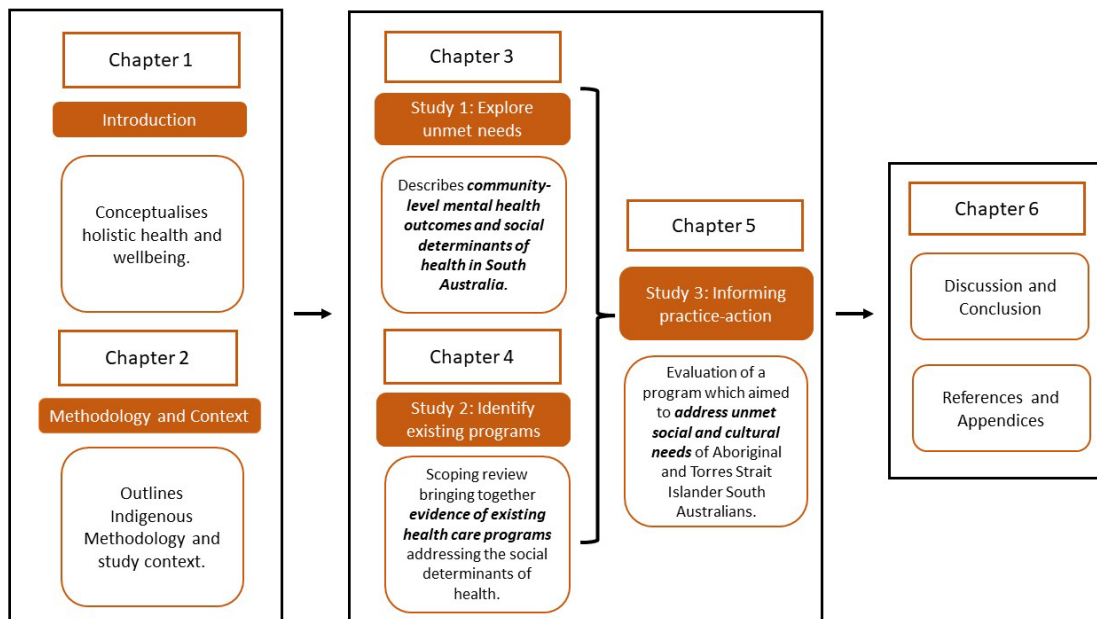 Chapter 1
Introduction
Conceptualises
holistic health and
wellbeing.
Chapter 2
Methodology and Context
Outlines
Indigenous
Methodology and
study context.
Chapter 3
Study 1: Explore
unmet needs
Describes community-
level mental health
outcomes and social
determinants of
health in South
Australia.
Chapter 4
Study 2: Identify
existing programs
Scoping review
bringing together
evidence of existing
health care programs
addressing the social
determinants of
health.
Chapter 5
Study 3: Informing
practice-action
Evaluation of a
program which aimed
to address unmet
social and cultural
needs of Aboriginal
and Torres Strait
Islander South
Australians.
Chapter 6
Discussion and
Conclusion
References and
Appendices